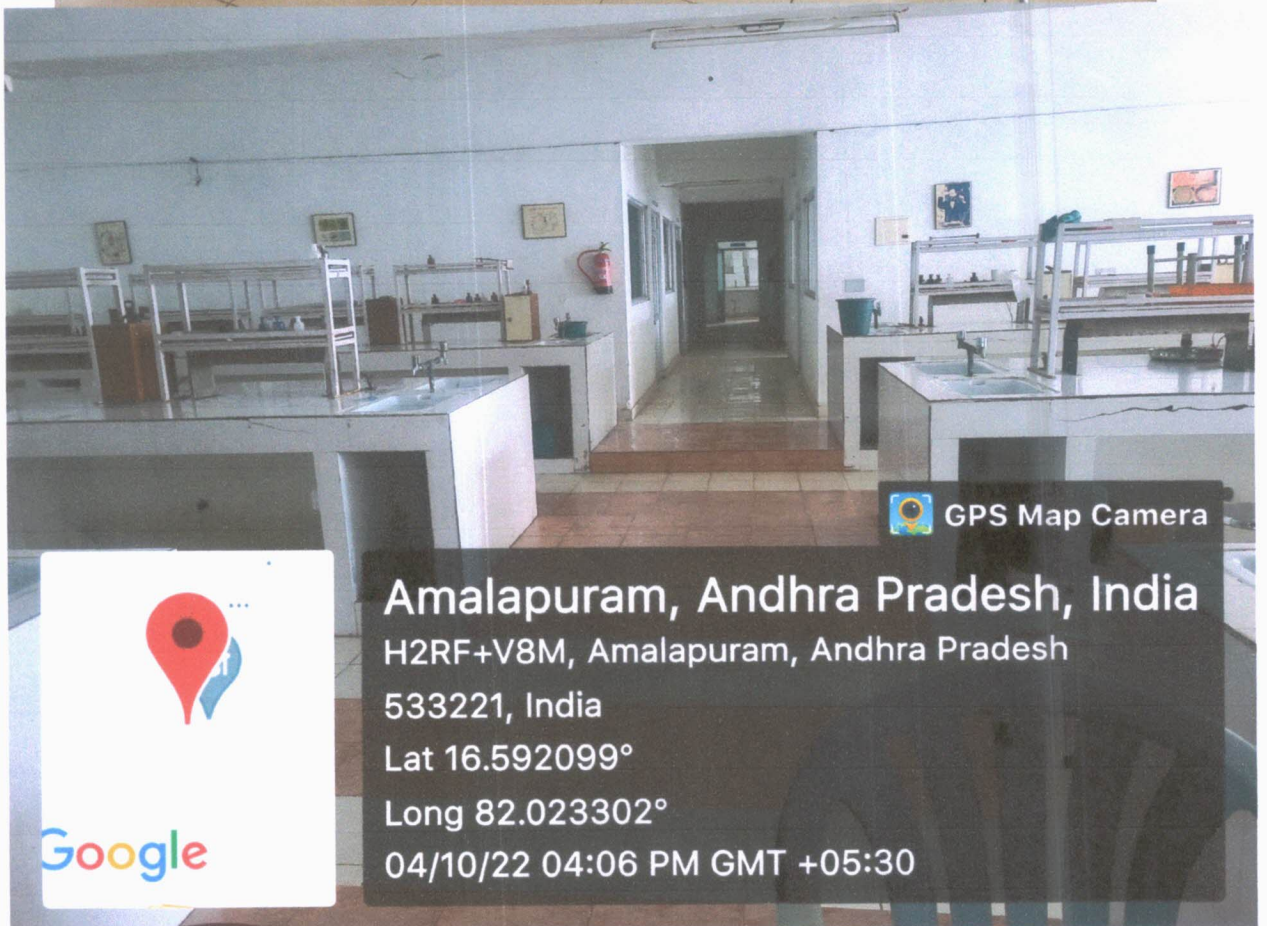 GPS Map Camera
Amalapuram, Andhra Pradesh, India
H2RF+V8M, Amalapuram, Andhra Pradesh
533221, India
Lat 16.592099°
Long 82.023302°
04/10/22 04:06 PM GMT +05:30
Google